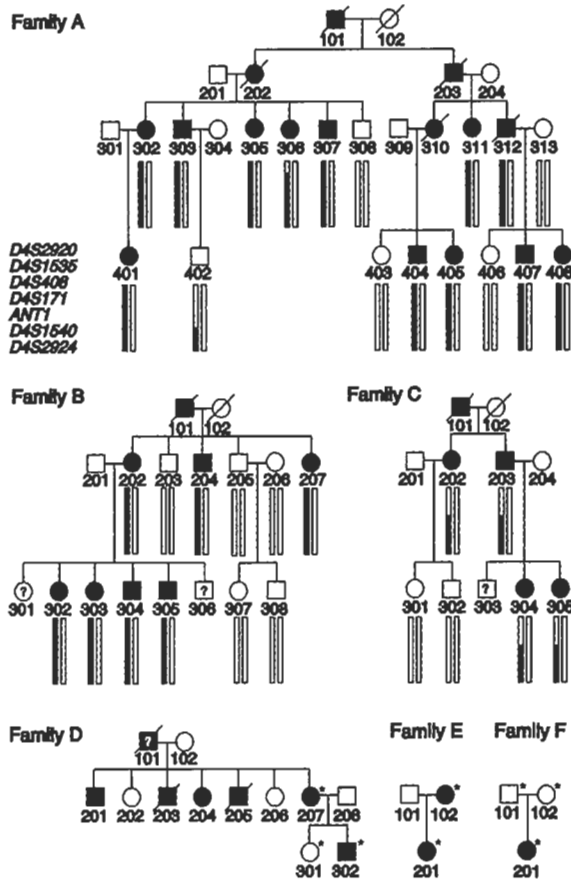 Family A
101 102
201 202 203 204
301 302 303 304 305 306 307 308 309 310 311 312 313
D4S2920
D4S1535
D4S408
D4S171
ANT1
D4S1540
D4S2924
401 402 403 404 405 406 407 408
Family B Family C
101 102 101 102
201 202 203 204 205 206 207 201 202 203 204
? ? ?
301 302 303 304 305 306 307 308 301 302 303 304 305
Family D Family E Family F
?
101 102
* * * *
201 202 203 204 205 206 207 208 101 102 101 102
* * * *
301 302 201 201